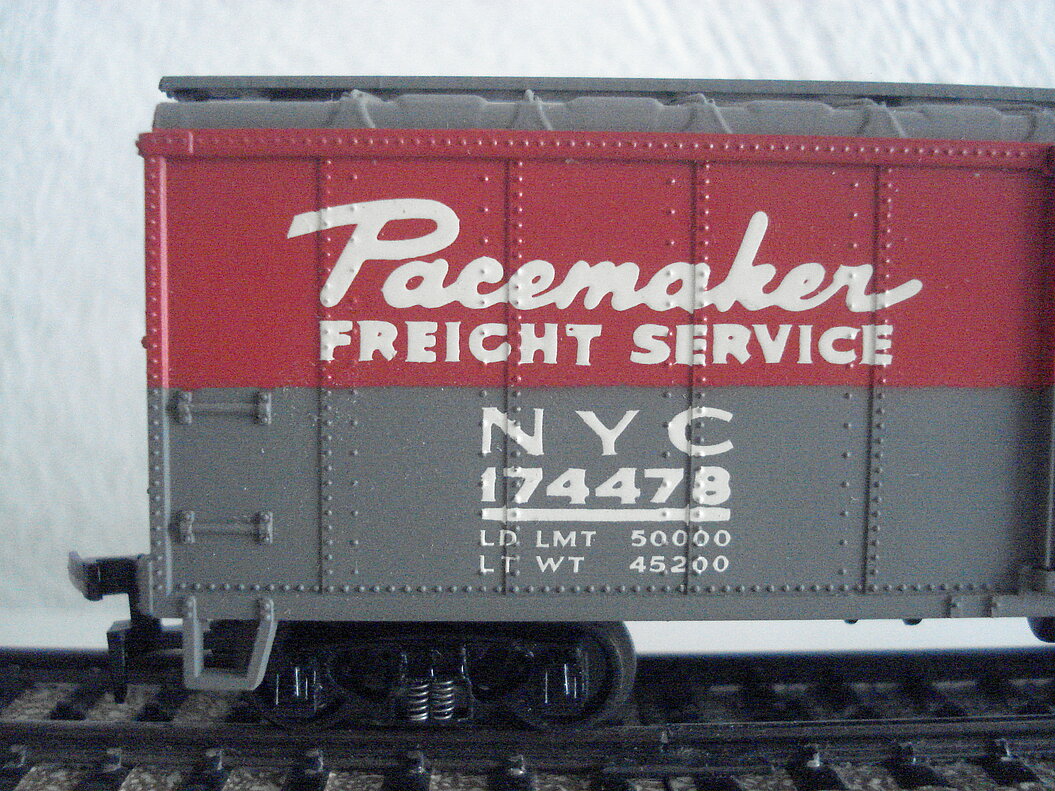 Pacemaker
FREIGHT SERVICE
NYC
174478
LD LMT 50000
LT WT 45200